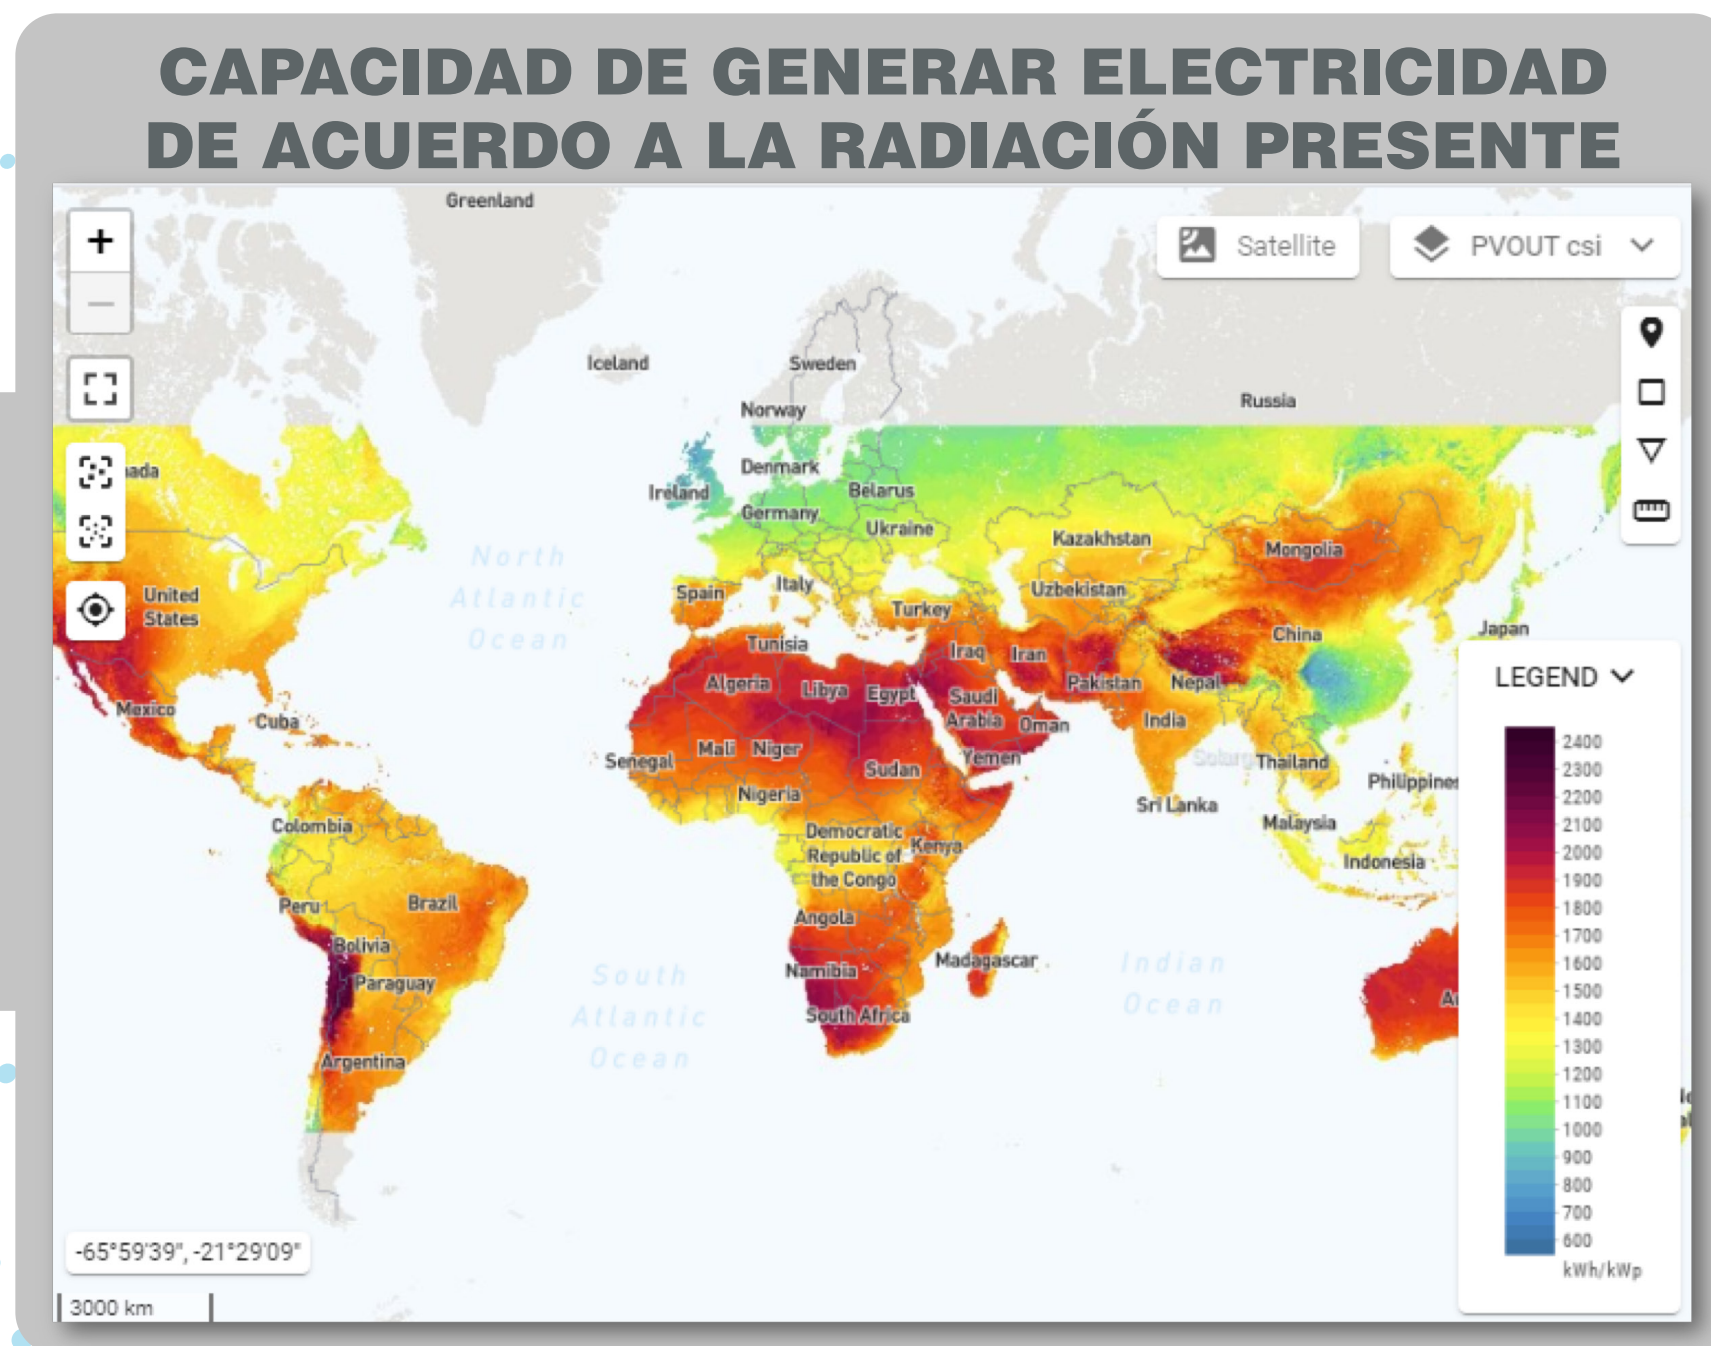 CAPACIDAD DE GENERAR ELECTRICIDAD
DE ACUERDO A LA RADIACIÓN PRESENTE
Greenland
+
Satellite
PVOUT csi
−
Iceland
Sweden
Norway
Russia
nada
Denmark
Ireland
Belarus
Germany
Ukraine
Kazakhstan
Mongolia
North
Atlantic
Ocean
United
States
Spain
Italy
Turkey
Uzbekistan
China
Japan
Tunisia
Iraq
Iran
Algeria
Libya
Egypt
Saudi
Arabia
Pakistan
Nepal
LEGEND
Mexico
Cuba
Oman
India
Mali
Niger
Senegal
Sudan
Yemen
Thailand
Philippines
Nigeria
Sri Lanka
Malaysia
Colombia
Democratic
Republic of
the Congo
Kenya
Indonesia
Peru
Brazil
Angola
Bolivia
Paraguay
Namibia
Madagascar
South
Atlantic
Ocean
Indian
Ocean
South Africa
Argentina
2400
2300
2200
2100
2000
1900
1800
1700
1600
1500
1400
1300
1200
1100
1000
900
800
700
600
kWh/kWp
-65°59'39", -21°29'09"
3000 km